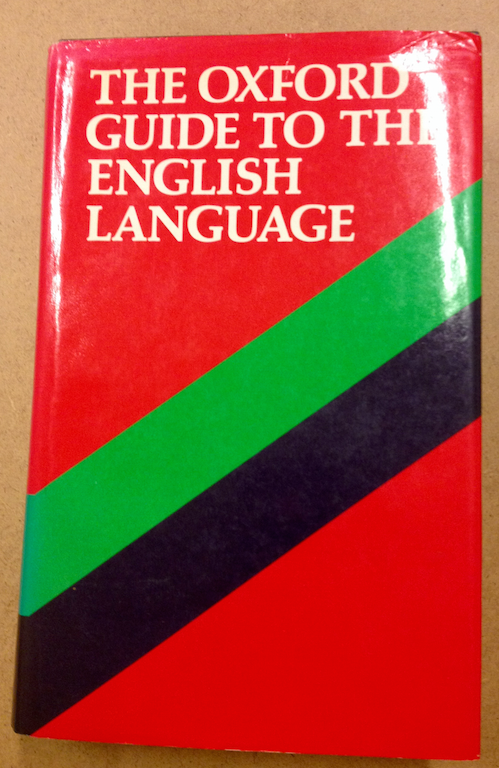 THE OXFORD
GUIDE TO THE
ENGLISH
LANGUAGE